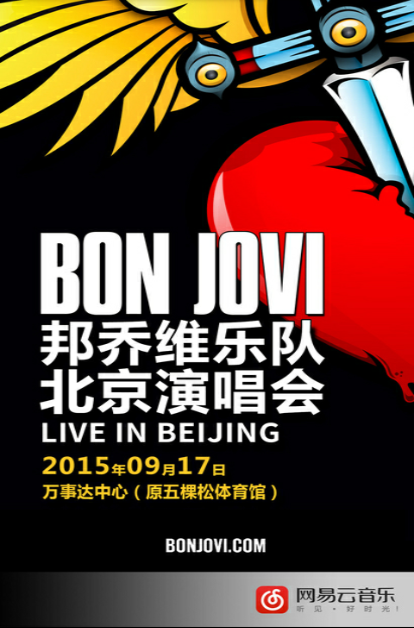 BON JOVI
邦乔维乐队
北京演唱会
LIVE IN BEIJING
2015年09月17日
万事达中心（原五棵松体育馆）
BONJOVI.COM
网易云音乐
听见·好时光！